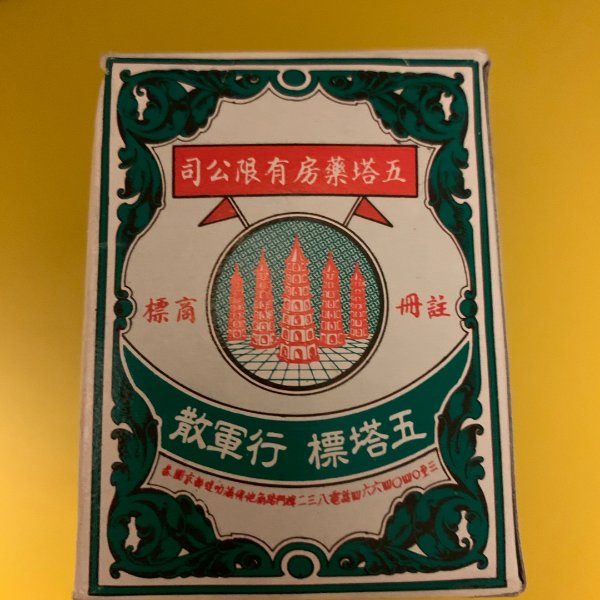 五塔藥房有限公司
註冊
商標
五塔標 行軍散